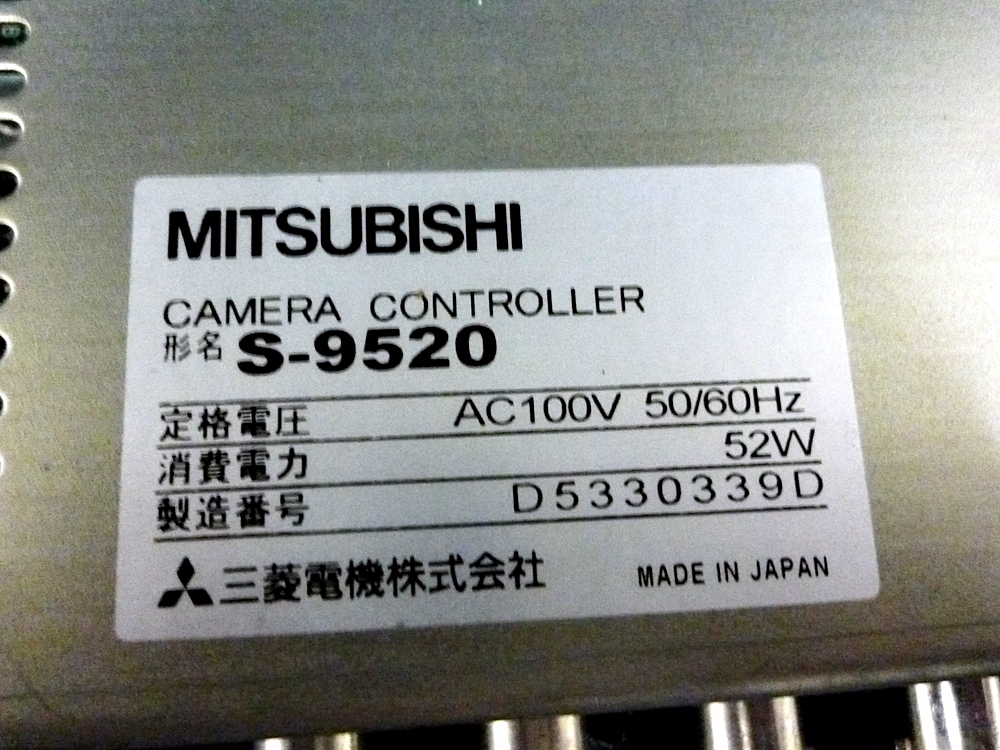 MITSUBISHI
CAMERA CONTROLLER
形名 S-9520
定格電圧 AC100V 50/60Hz
消費電力 52W
製造番号 D5330339D
三菱電機株式会社 MADE IN JAPAN